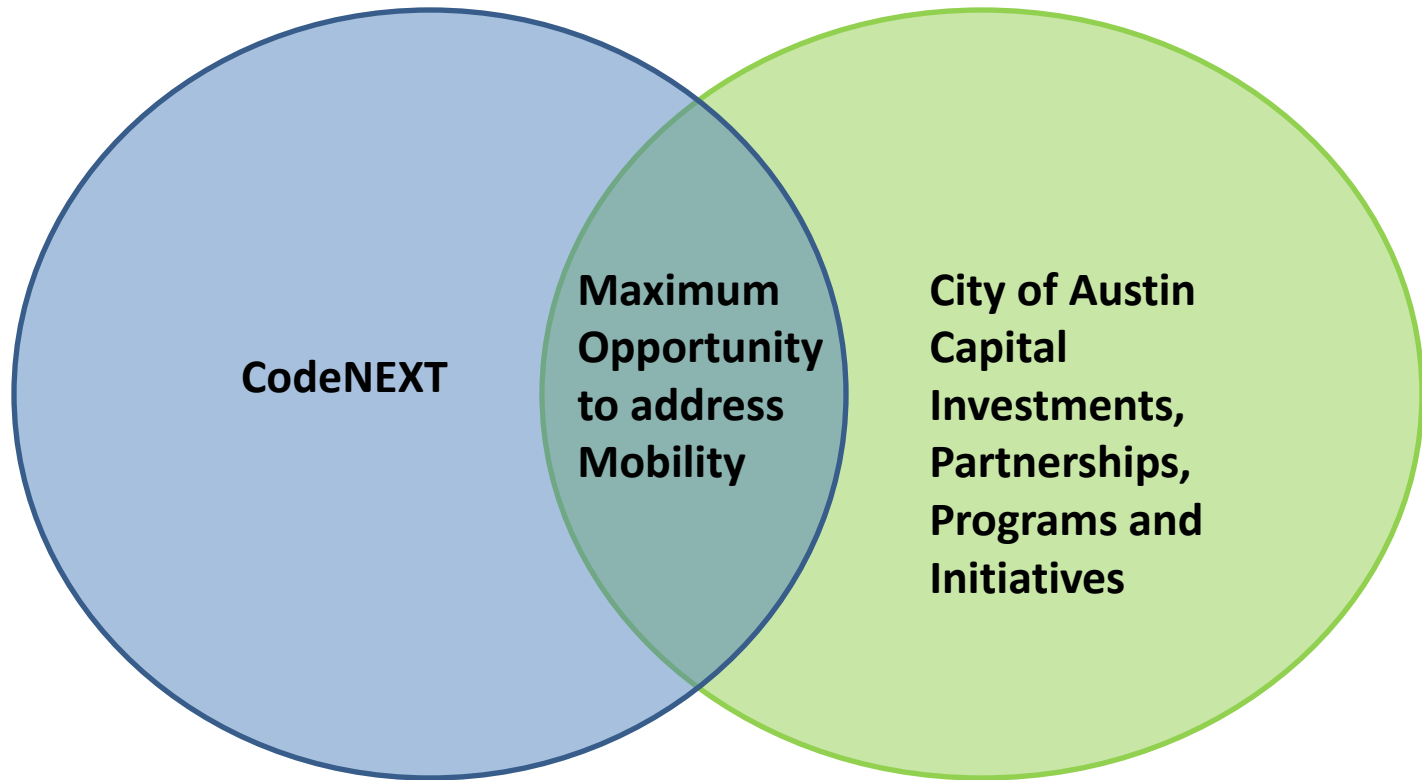 CodeNEXT
Maximum
Opportunity
to address
Mobility
City of Austin
Capital
Investments,
Partnerships,
Programs and
Initiatives